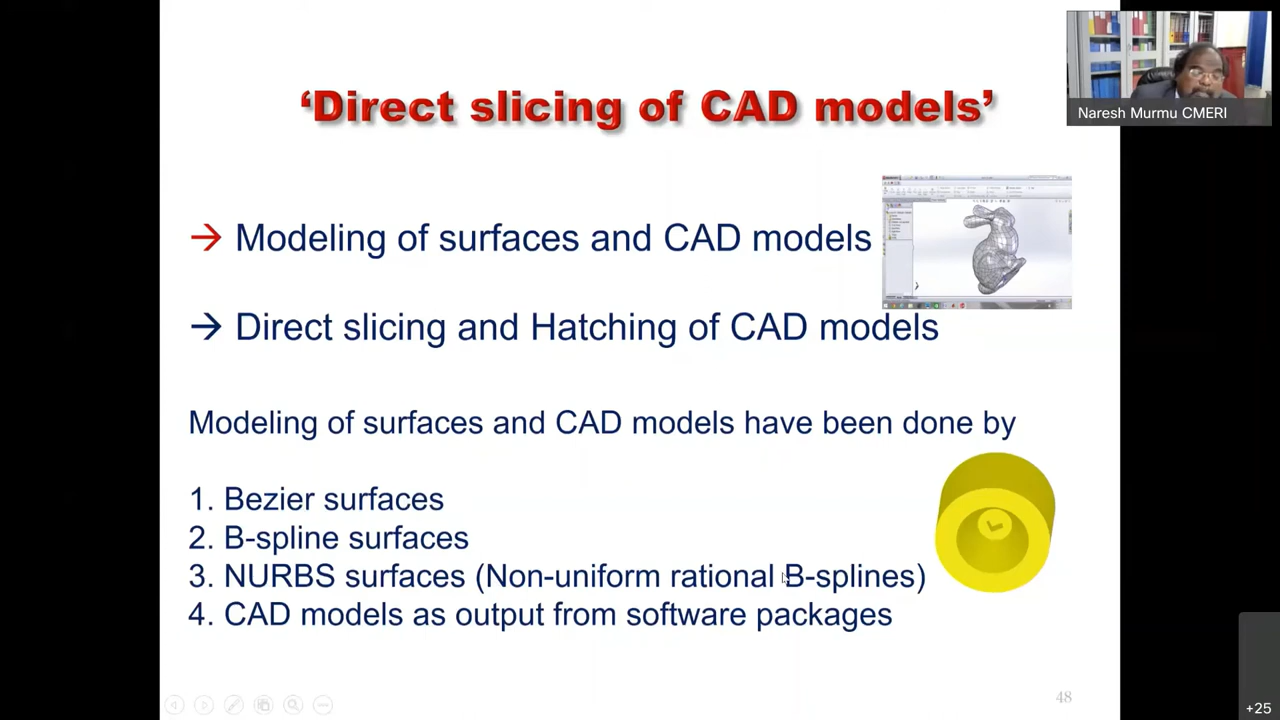 ‘Direct slicing of CAD models’
Naresh Murmu CMERI
→ Modeling of surfaces and CAD models
→ Direct slicing and Hatching of CAD models
Modeling of surfaces and CAD models have been done by
1. Bezier surfaces
2. B-spline surfaces
3. NURBS surfaces (Non-uniform rational B-splines)
4. CAD models as output from software packages
48
+25